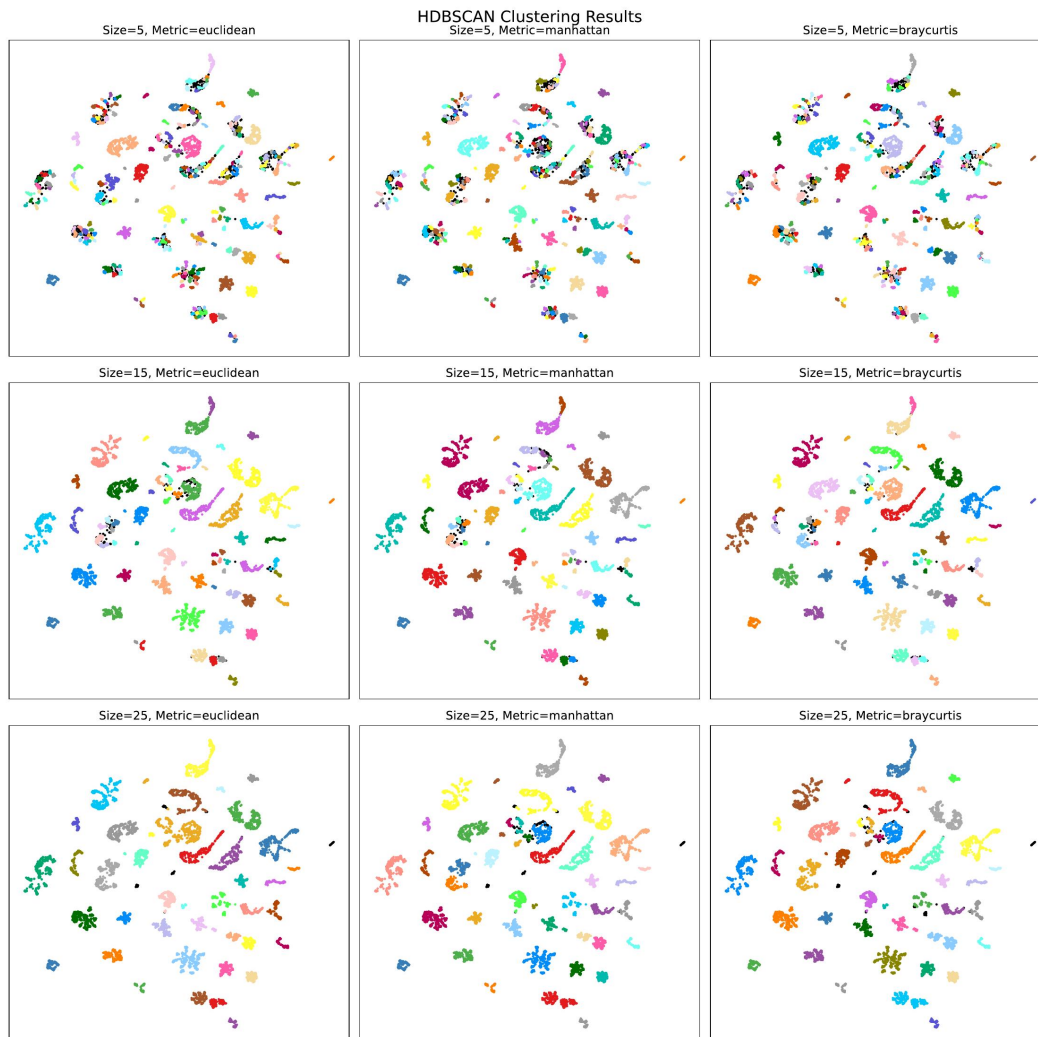 HDBSCAN Clustering Results
Size=5, Metric=euclidean
Size=5, Metric=manhattan
Size=5, Metric=braycurtis
Size=15, Metric=euclidean
Size=15, Metric=manhattan
Size=15, Metric=braycurtis
Size=25, Metric=euclidean
Size=25, Metric=manhattan
Size=25, Metric=braycurtis